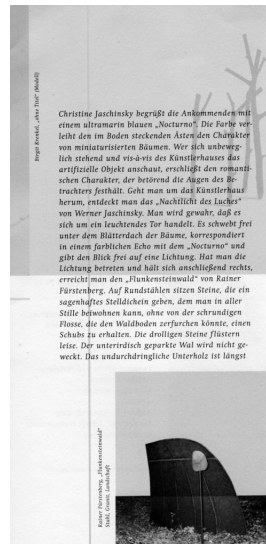 Birgit Krenkel, „ohne Titel" (Modell)
Christine Jaschinsky begrüßt die Ankommenden mit
einem ultramarin blauen „Nocturno". Die Farbe ver-
leiht den im Boden steckenden Ästen den Charakter
von miniaturisierten Bäumen. Wer sich unbeweg-
lich stehend und vis-à-vis des Künstlerhauses das
artifizielle Objekt anschaut, erschließt den romanti-
schen Charakter, der betörend die Augen des Be-
trachters festhält. Geht man um das Künstlerhaus
herum, entdeckt man das „Nachtlicht des Luches"
von Werner Jaschinsky. Man wird gewahr, daß es
sich um ein leuchtendes Tor handelt. Es schwebt frei
unter dem Blätterdach der Bäume, korrespondiert
in einem farblichen Echo mit dem „Nocturno" und
gibt den Blick frei auf eine Lichtung. Hat man die
Lichtung betreten und hält sich anschließend rechts,
erreicht man den „Flunkensteinwald" von Rainer
Fürstenberg. Auf Rundstählen sitzen Steine, die ein
sagenhaftes Stelldichein geben, dem man in aller
Stille beiwohnen kann, ohne von der schrundigen
Flosse, die den Waldboden zerfurchen könnte, einen
Schubs zu erhalten. Die drolligen Steine flüstern
leise. Der unterirdisch geparkte Wal wird nicht ge-
weckt. Das undurchdringliche Unterholz ist längst
Rainer Fürstenberg, „Flunkensteinwald"
Stahl, Granit, Landschaft